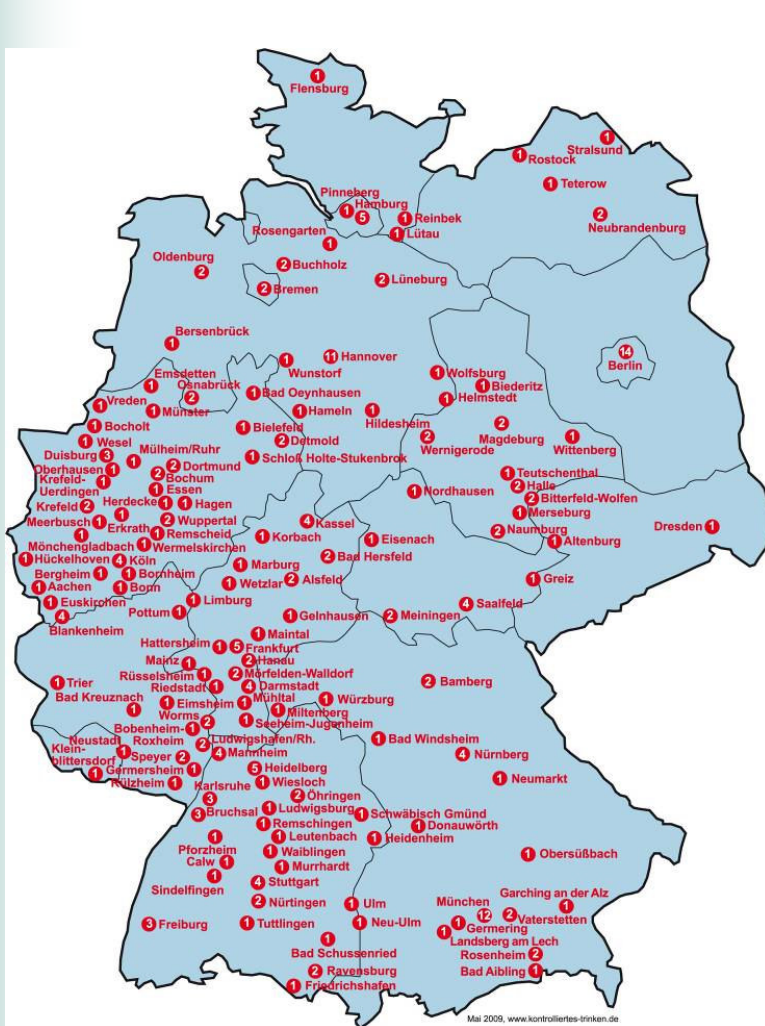 1
Flensburg
1
Stralsund
1
Rostock
1
Teterow
Pinneberg
Hamburg
1
5
1
Reinbek
2
Neubrandenburg
Rosengarten
1
1
Lütau
Oldenburg
2
2
Buchholz
2
Lüneburg
2
Bremen
Bersenbrück
1
1
Wunstorf
11
Hannover
14
Berlin
Emsdetten
1
Osnabrück
2
1
Wolfsburg
1
Biederitz
1
Bad Oeynhausen
1
Helmstedt
1
Vreden
1
Münster
1
Hameln
1
Hildesheim
1
Bocholt
1
Bielefeld
2
Magdeburg
1
Wesel
2
Detmold
2
Wernigerode
1
Wittenberg
Duisburg
3
Mülheim/Ruhr
1
1
Schloß Holte-Stukenbrok
Oberhausen
1
2
Dortmund
2
Bochum
1
Teutschenthal
Krefeld-
Uerdingen
1
1
Essen
2
Halle
1
Nordhausen
2
Bitterfeld-Wolfen
Krefeld
2
Herdecke
1
1
Hagen
1
Merseburg
Meerbusch
1
1
Erkrath
2
Wuppertal
4
Kassel
2
Naumburg
Dresden
1
1
Mönchengladbach
1
Remscheid
1
Korbach
1
Eisenach
1
Altenburg
1
Wermelskirchen
1
Hückelhoven
4
Köln
2
Bad Hersfeld
Bergheim
1
1
Bornheim
1
Marburg
1
Aachen
1
Bonn
1
Wetzlar
2
Alsfeld
1
Greiz
1
Euskirchen
1
Limburg
4
Saalfeld
4
Blankenheim
Pottum
1
1
Gelnhausen
2
Meiningen
1
Maintal
Hattersheim
1
5
Frankfurt
Mainz
1
2
Hanau
Rüsselsheim
1
2
Mörfelden-Walldorf
1
Trier
Riedstadt
1
4
Darmstadt
2
Bamberg
Bad Kreuznach
1
1
Eimsheim
1
Mühltal
1
Würzburg
1
Miltenberg
Worms
2
1
Seeheim-Jugenheim
Bobenheim-
Roxheim
1
1
Bad Windsheim
Neustadt
1
2
Ludwigshafen/Rh.
4
Mannheim
4
Nürnberg
Klein-
blittersdorf
1
Speyer
2
Germersheim
1
5
Heidelberg
1
Neumarkt
Rülzheim
1
1
Wiesloch
Karlsruhe
3
2
Öhringen
3
Bruchsal
1
Ludwigsburg
1
Schwäbisch Gmünd
1
Remschingen
1
Donauwörth
1
Pforzheim
1
Leutenbach
1
Heidenheim
1
Waiblingen
1
Obersüßbach
Calw
1
1
Murrhardt
1
Sindelfingen
4
Stuttgart
Garching an der Alz
1
2
Nürtingen
1
Ulm
München
12
2
Vaterstetten
3
Freiburg
1
Tuttlingen
1
Neu-Ulm
1
Germering
1
Landsberg am Lech
1
Bad Schussenried
Rosenheim
2
2
Ravensburg
Bad Aibling
1
1
Friedrichshafen
Mai 2009, www.kontrolliertes-trinken.de